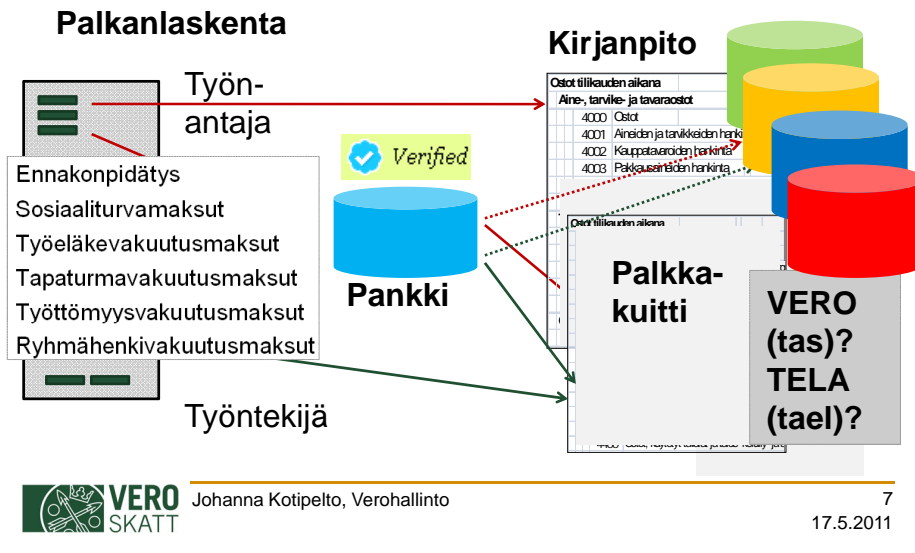 Palkanlaskenta
Kirjanpito
Työn-
antaja
Ostot tilikauden aikana
Aine-, tarvike- ja tavaraostot
4000 Ostot
4001 Aineiden ja tarvikkeiden hanki
4002 Kauppatavaroiden hankinta
4003 Pakkausaineiden hankinta
Verified
Ennakonpidätys
Sosiaaliturvamaksut
Työeläkevakuutusmaksut
Tapaturmavakuutusmaksut
Työttömyysvakuutusmaksut
Ryhmähenkivakuutusmaksut
Pankki
Ostot tilikauden aikana
Palkka-
kuitti
VERO
(tas)?
TELA
(tael)?
Työntekijä
VERO
SKATT
Johanna Kotipelto, Verohallinto
7
17.5.2011